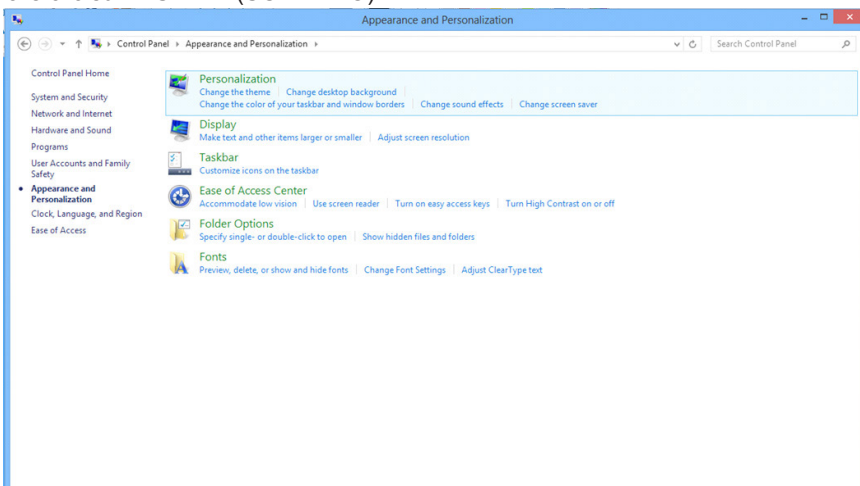 Appearance and Personalization
Control Panel ▸ Appearance and Personalization ▸
Search Control Panel
Control Panel Home
System and Security
Network and Internet
Hardware and Sound
Programs
User Accounts and Family
Safety
Appearance and
Personalization
Clock, Language, and Region
Ease of Access
Personalization
Change the theme | Change desktop background
Change the color of your taskbar and window borders | Change sound effects | Change screen saver
Display
Make text and other items larger or smaller | Adjust screen resolution
Taskbar
Customize icons on the taskbar
Ease of Access Center
Accommodate low vision | Use screen reader | Turn on easy access keys | Turn High Contrast on or off
Folder Options
Specify single- or double-click to open | Show hidden files and folders
Fonts
Preview, delete, or show and hide fonts | Change Font Settings | Adjust ClearType text